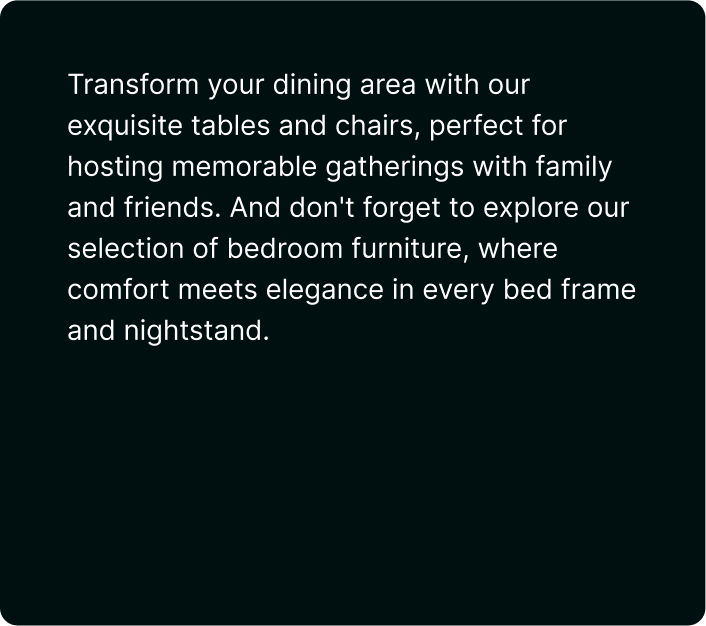 Transform your dining area with our
exquisite tables and chairs, perfect for
hosting memorable gatherings with family
and friends. And don't forget to explore our
selection of bedroom furniture, where
comfort meets elegance in every bed frame
and nightstand.